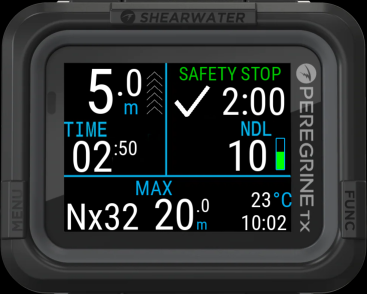 SHEARWATER
5.0 m
SAFETY STOP
2:00
TIME
02:50
NDL
10
MAX
Nx32 20.0 m
23°C
10:02
PEREGRINE TX
MENU
FUNC